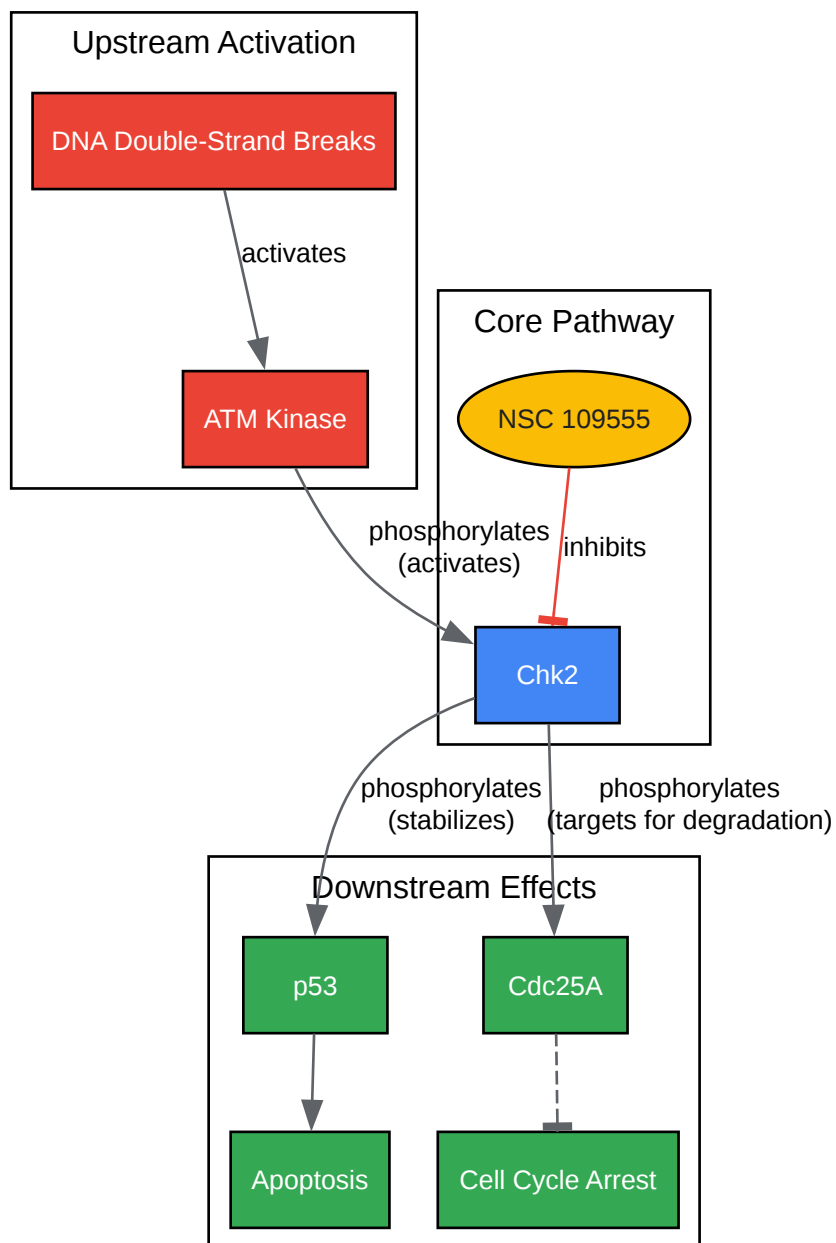 Upstream Activation
DNA Double-Strand Breaks
activates
Core Pathway
ATM Kinase
NSC 109555
phosphorylates
(activates)
inhibits
Chk2
phosphorylates
(stabilizes)
phosphorylates
(targets for degradation)
Downstream Effects
p53
Cdc25A
Apoptosis
Cell Cycle Arrest